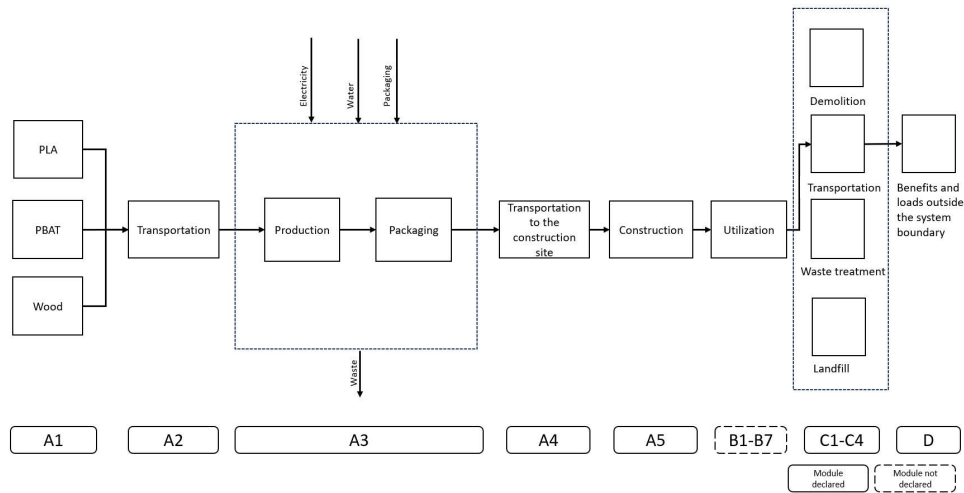 Electricity
Water
Packaging
PLA
PBAT
Wood
Transportation
Production
Packaging
Waste
Transportation
to the
construction
site
Construction
Utilization
Demolition
Transportation
Waste treatment
Landfill
Benefits and
loads outside
the system
boundary
A1
A2
A3
A4
A5
B1-B7
C1-C4
D
Module
declared
Module not
declared